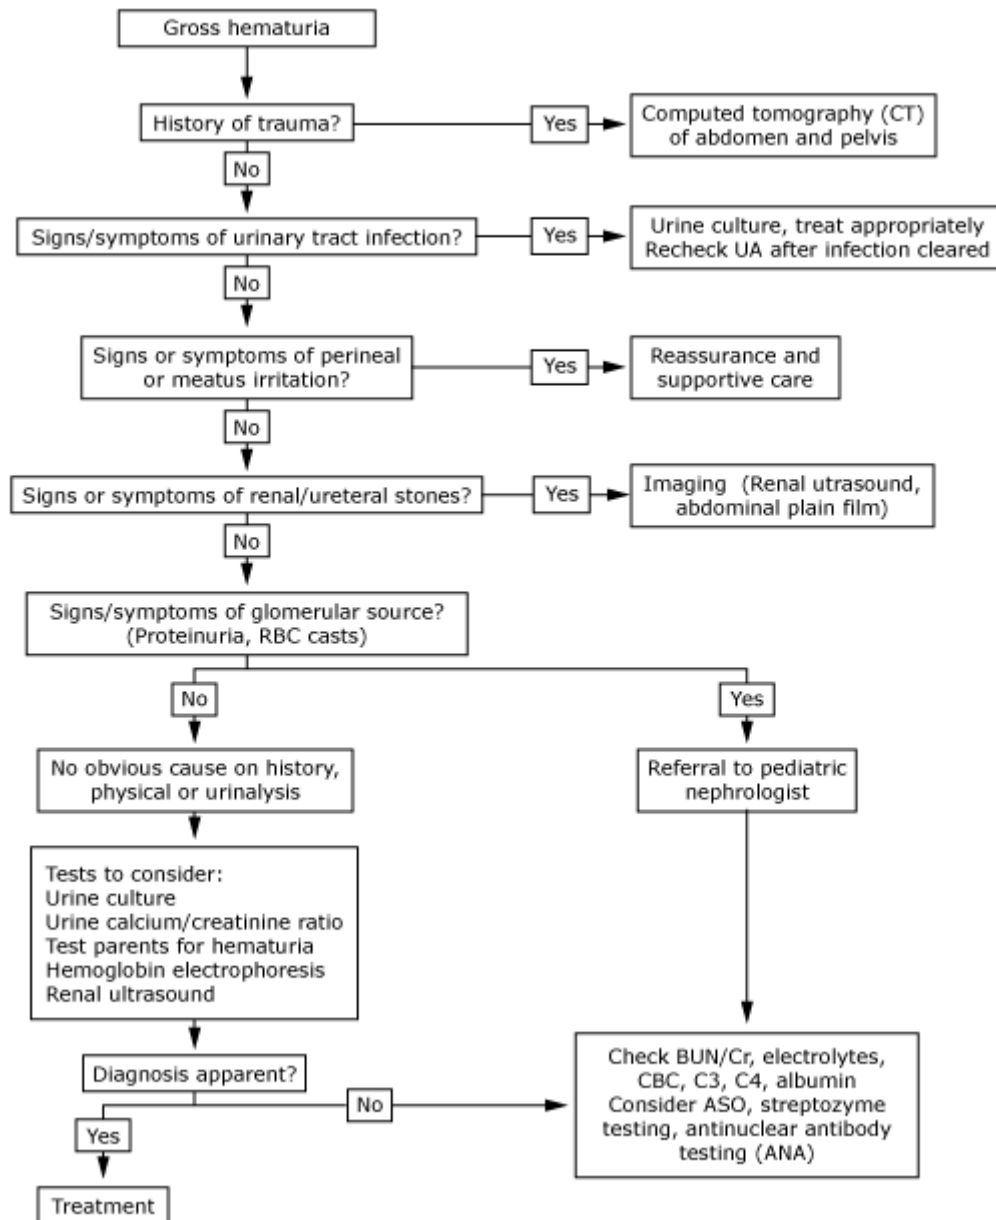 Gross hematuria
History of trauma?
Yes
Computed tomography (CT)
of abdomen and pelvis
No
Signs/symptoms of urinary tract infection?
Yes
Urine culture, treat appropriately
Recheck UA after infection cleared
No
Signs or symptoms of perineal
or meatus irritation?
Yes
Reassurance and
supportive care
No
Signs or symptoms of renal/ureteral stones?
Yes
Imaging (Renal utrasound,
abdominal plain film)
No
Signs/symptoms of glomerular source?
(Proteinuria, RBC casts)
No
Yes
No obvious cause on history,
physical or urinalysis
Referral to pediatric
nephrologist
Tests to consider:
Urine culture
Urine calcium/creatinine ratio
Test parents for hematuria
Hemoglobin electrophoresis
Renal ultrasound
Diagnosis apparent?
No
Check BUN/Cr, electrolytes,
CBC, C3, C4, albumin
Consider ASO, streptozyme
testing, antinuclear antibody
testing (ANA)
Yes
Treatment